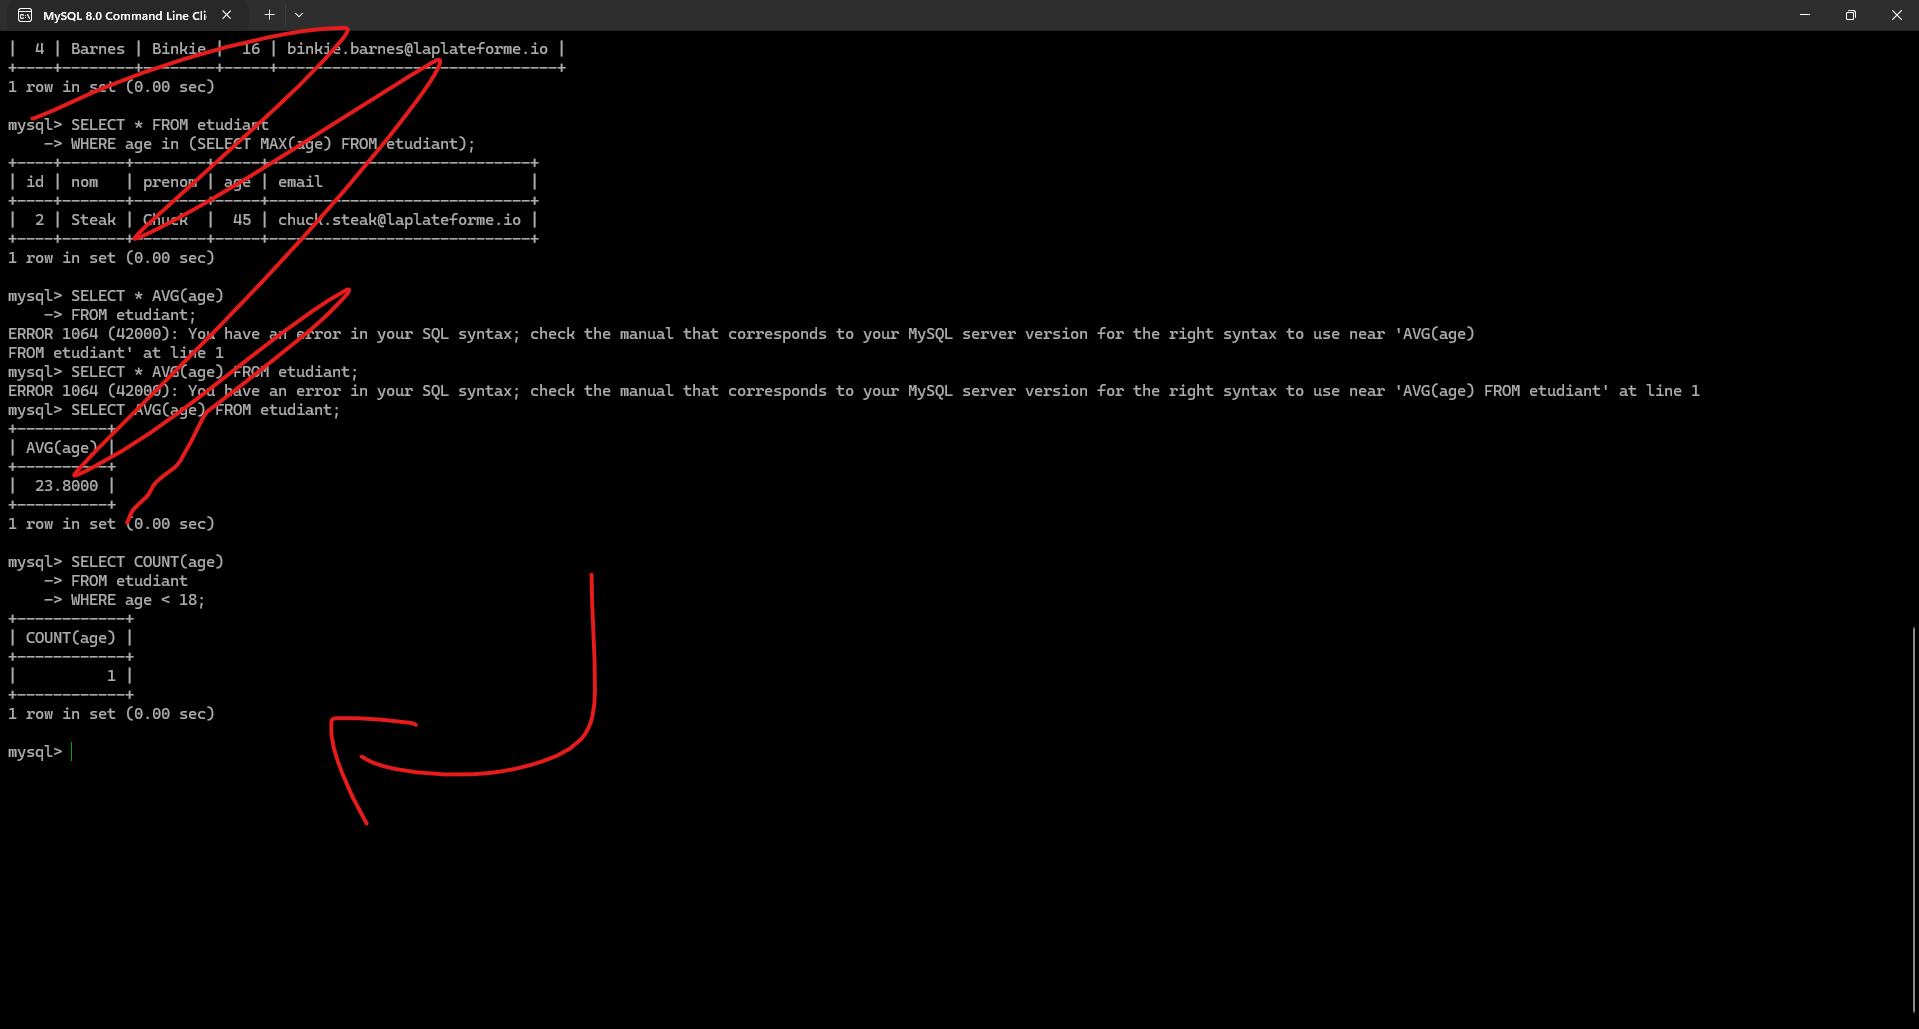 MySQL 8.0 Command Line Cli
| 4 | Barnes | Binkie | 16 | binkie.barnes@laplateforme.io |
+----+--------+--------+-----+-------------------------------+
1 row in set (0.00 sec)
mysql> SELECT * FROM etudiant
-> WHERE age in (SELECT MAX(age) FROM etudiant);
+----+-------+--------+-----+-----------------------------+
| id | nom | prenom | age | email |
+----+-------+--------+-----+-----------------------------+
| 2 | Steak | Chuck | 45 | chuck.steak@laplateforme.io |
+----+-------+--------+-----+-----------------------------+
1 row in set (0.00 sec)
mysql> SELECT * AVG(age)
-> FROM etudiant;
ERROR 1064 (42000): You have an error in your SQL syntax; check the manual that corresponds to your MySQL server version for the right syntax to use near 'AVG(age)
FROM etudiant' at line 1
mysql> SELECT * AVG(age) FROM etudiant;
ERROR 1064 (42000): You have an error in your SQL syntax; check the manual that corresponds to your MySQL server version for the right syntax to use near 'AVG(age) FROM etudiant' at line 1
mysql> SELECT AVG(age) FROM etudiant;
+----------+
| AVG(age) |
+----------+
| 23.8000 |
+----------+
1 row in set (0.00 sec)
mysql> SELECT COUNT(age)
-> FROM etudiant
-> WHERE age < 18;
+------------+
| COUNT(age) |
+------------+
| 1 |
+------------+
1 row in set (0.00 sec)
mysql>